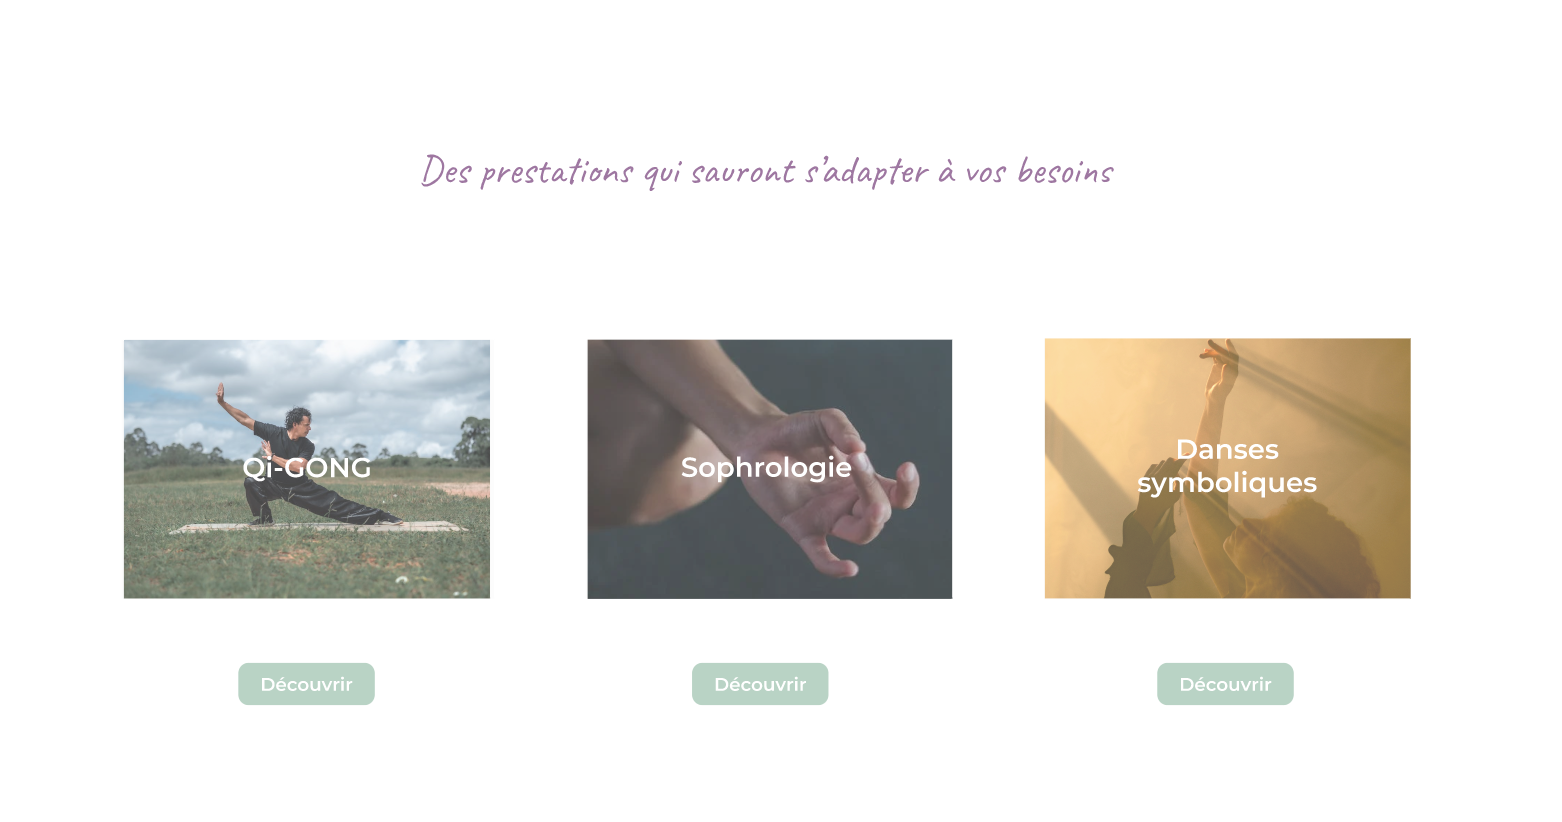 Des prestations qui sauront s’adapter à vos besoins
Qi-GONG
Sophrologie
Danses
symboliques
Découvrir
Découvrir
Découvrir